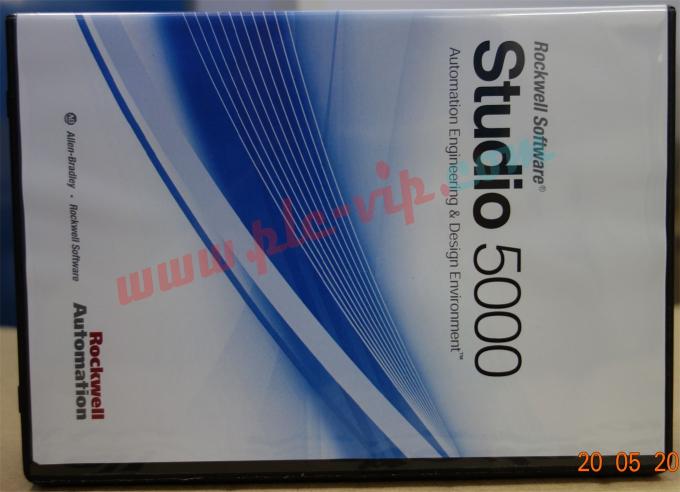 Rockwell Software®
Studio 5000
Automation Engineering & Design Environment™
www.plc-vip.com
Allen-Bradley • Rockwell Software
Rockwell
Automation
20 05 20